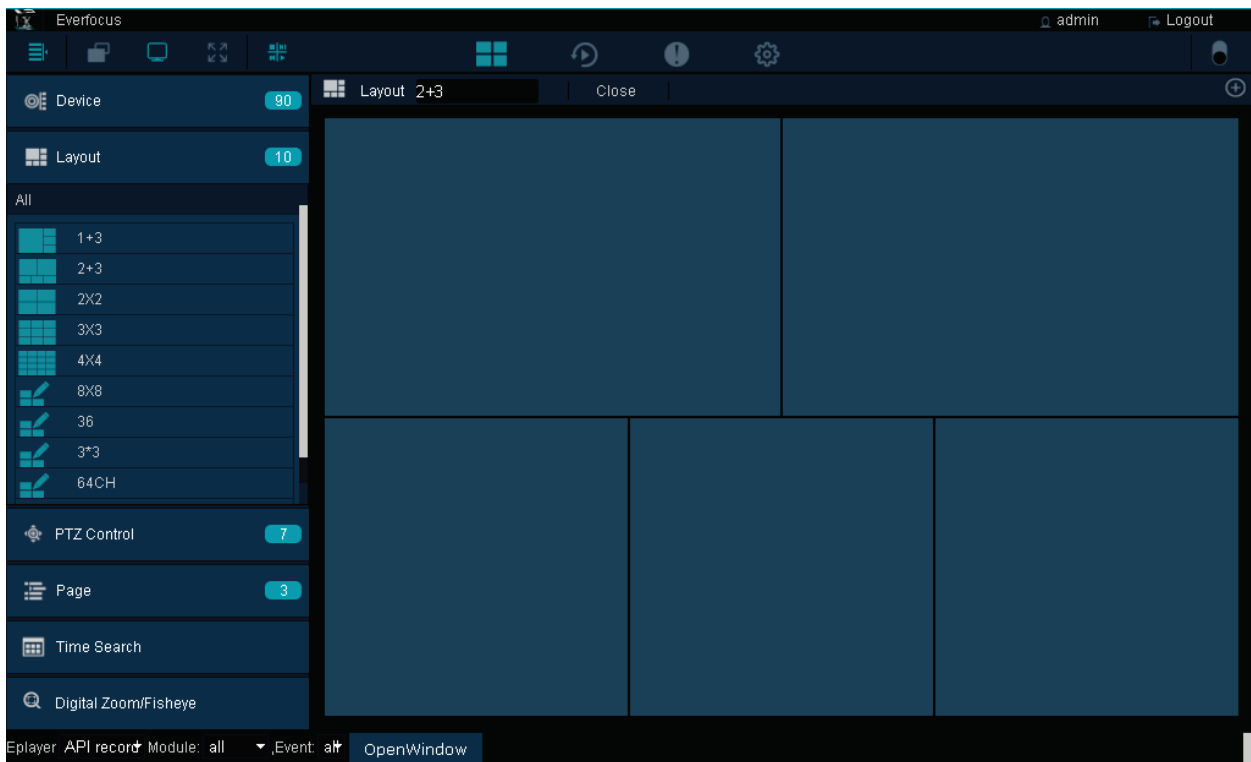 Everfocus
admin Logout
Device 90
Layout 2+3 Close
Layout 10
All
1+3
2+3
2X2
3X3
4X4
8X8
36
3*3
64CH
PTZ Control 7
Page 3
Time Search
Digital Zoom/Fisheye
Eplayer API record Module: all ,Event: all OpenWindow